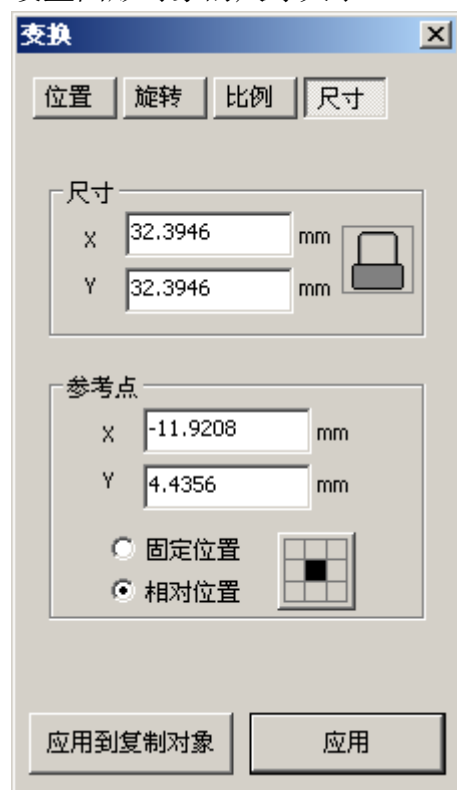 变换
位置 旋转 比例 尺寸
尺寸
X 32.3946 mm
Y 32.3946 mm
参考点
X -11.9208 mm
Y 4.4356 mm
固定位置
相对位置
应用到复制对象 应用